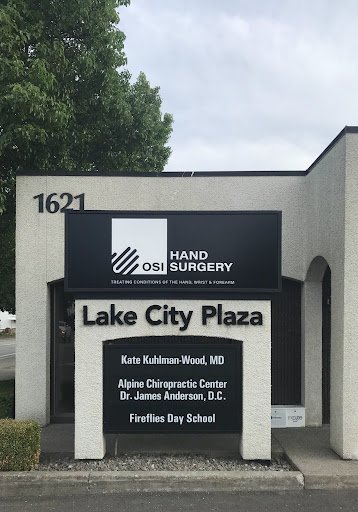 1621
OSI
HAND
SURGERY
TREATING CONDITIONS OF THE HAND, WRIST & FOREARM
Lake City Plaza
Kate Kuhlman-Wood, MD
Alpine Chiropractic Center
Dr. James Anderson, D.C.
Fireflies Day School